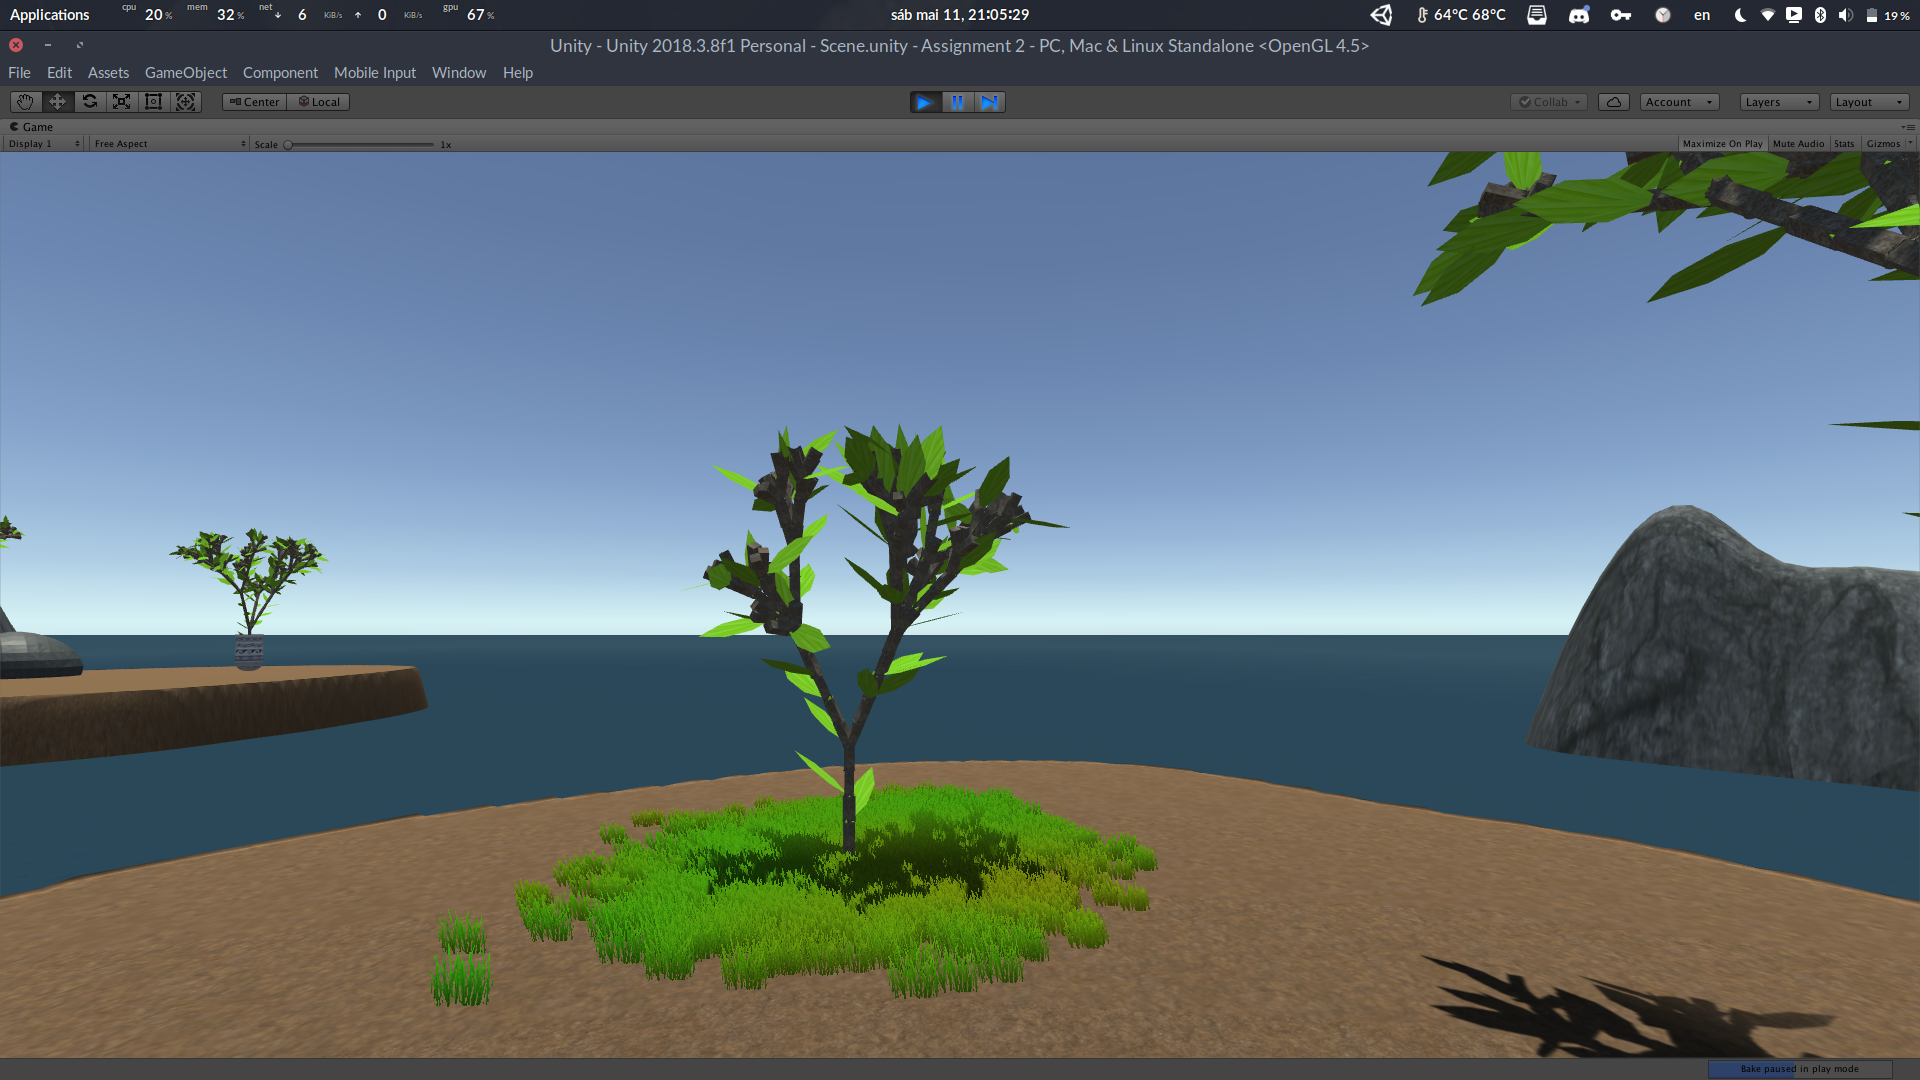 Applications cpu 20% mem 32% net ↓ 6 KiB/s ↑ 0 KiB/s gpu 67% sáb mai 11, 21:05:29 64°C 68°C en 19%
Unity - Unity 2018.3.8f1 Personal - Scene.unity - Assignment 2 - PC, Mac & Linux Standalone <OpenGL 4.5>
File Edit Assets GameObject Component Mobile Input Window Help
Center Local Collab Account Layers Layout
Game
Display 1 Free Aspect Scale 1x Maximize On Play Mute Audio Stats Gizmos
Bake paused in play mode